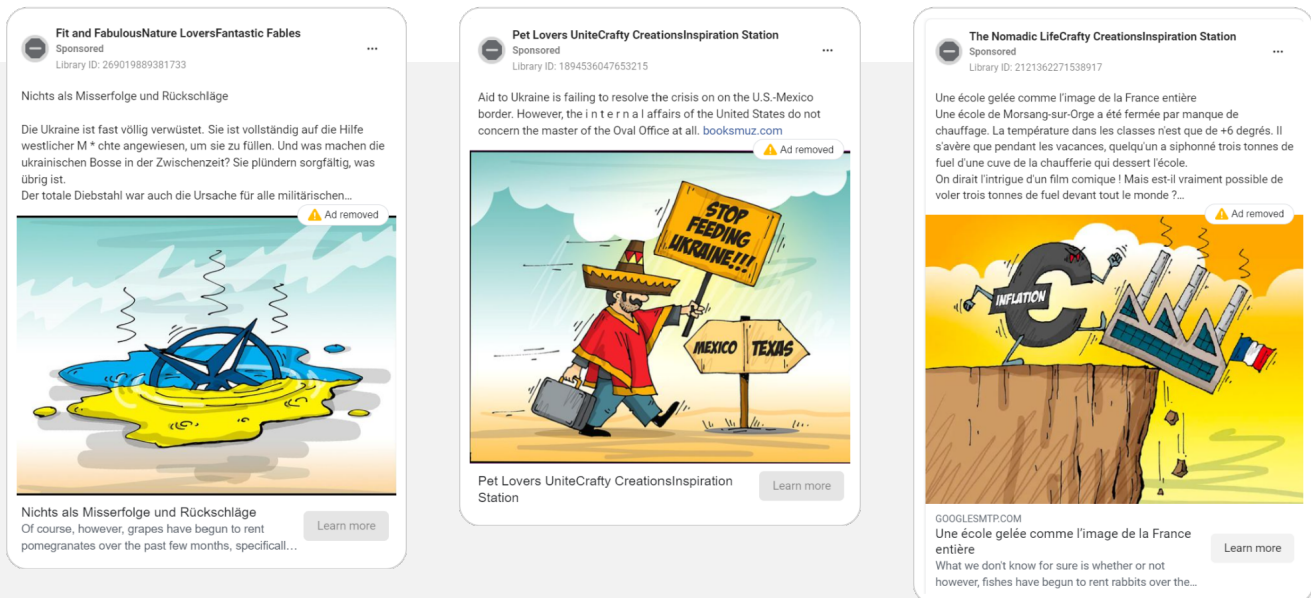 Fit and FabulousNature LoversFantastic Fables
Sponsored
Library ID: 269019889381733
Nichts als Misserfolge und Rückschläge
Die Ukraine ist fast völlig verwüstet. Sie ist vollständig auf die Hilfe
westlicher M * chte angewiesen, um sie zu füllen. Und was machen die
ukrainischen Bosse in der Zwischenzeit? Sie plündern sorgfältig, was
übrig ist.
Der totale Diebstahl war auch die Ursache für alle militärischen…
Ad removed
Nichts als Misserfolge und Rückschläge
Of course, however, grapes have begun to rent
pomegranates over the past few months, specificall…
Learn more
Pet Lovers UniteCrafty CreationsInspiration Station
Sponsored
Library ID: 1894536047653215
Aid to Ukraine is failing to resolve the crisis on on the U.S.-Mexico
border. However, the i n t e r n a l affairs of the United States do not
concern the master of the Oval Office at all. booksmuz.com
Ad removed
STOP
FEEDING
UKRAINE!!!
MEXICO TEXAS
Pet Lovers UniteCrafty CreationsInspiration
Station
Learn more
The Nomadic LifeCrafty CreationsInspiration Station
Sponsored
Library ID: 2121362271538917
Une école gelée comme l'image de la France entière
Une école de Morsang-sur-Orge a été fermée par manque de
chauffage. La température dans les classes n'est que de +6 degrés. Il
s'avère que pendant les vacances, quelqu'un a siphonné trois tonnes de
fuel d'une cuve de la chaufferie qui dessert l'école.
On dirait l'intrigue d'un film comique ! Mais est-il vraiment possible de
voler trois tonnes de fuel devant tout le monde ?…
Ad removed
INFLATION
GOOGLESMTP.COM
Une école gelée comme l'image de la France
entière
What we don't know for sure is whether or not
however, fishes have begun to rent rabbits over the…
Learn more